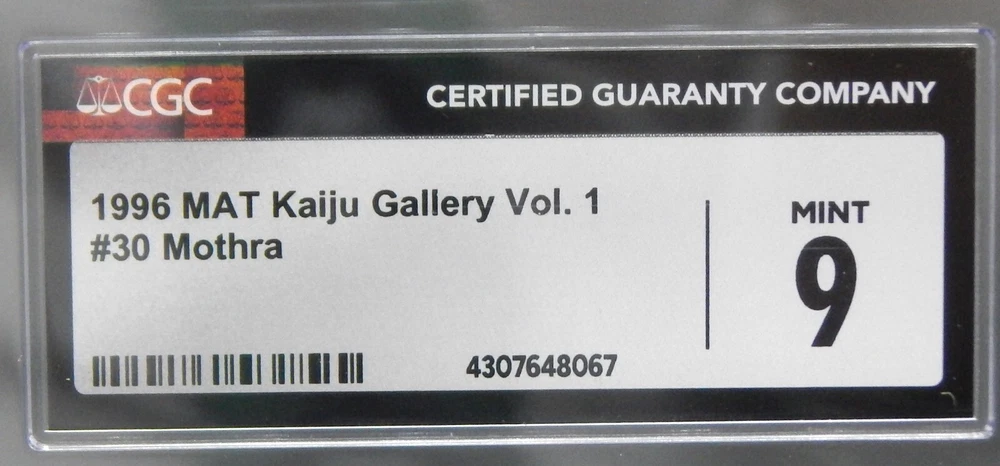 CGC
CERTIFIED GUARANTY COMPANY
1996 MAT Kaiju Gallery Vol. 1
#30 Mothra
MINT
9
4307648067